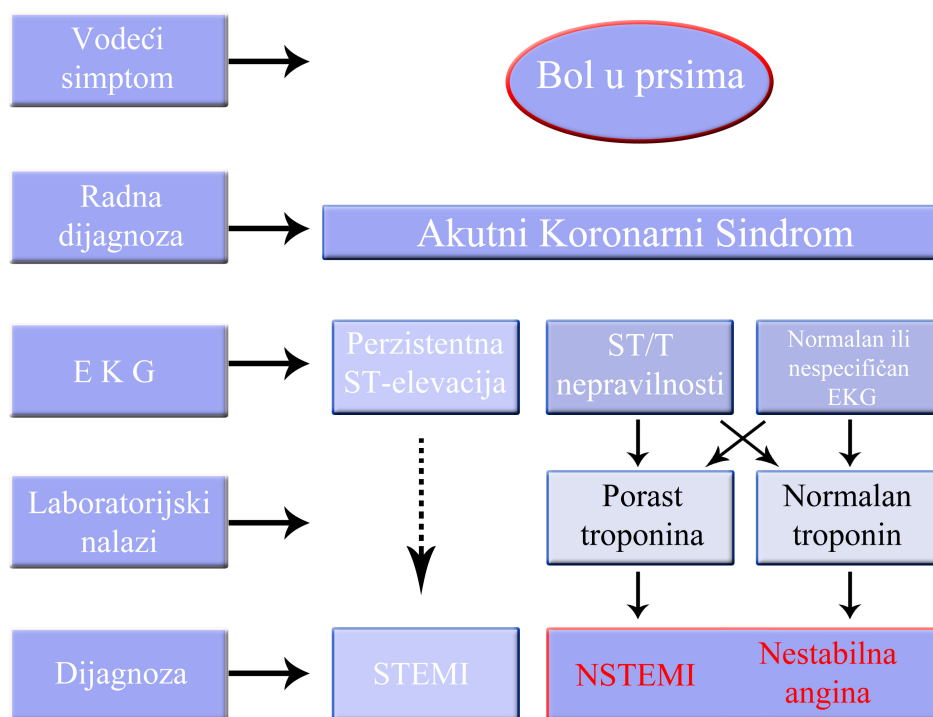 Vodeći
simptom
Bol u prsima
Radna
dijagnoza
Akutni Koronarni Sindrom
E K G
Perzistentna
ST-elevacija
ST/T
nepravilnosti
Normalan ili
nespecifičan
EKG
Laboratorijski
nalazi
Porast
troponina
Normalan
troponin
Dijagnoza
STEMI
NSTEMI
Nestabilna
angina